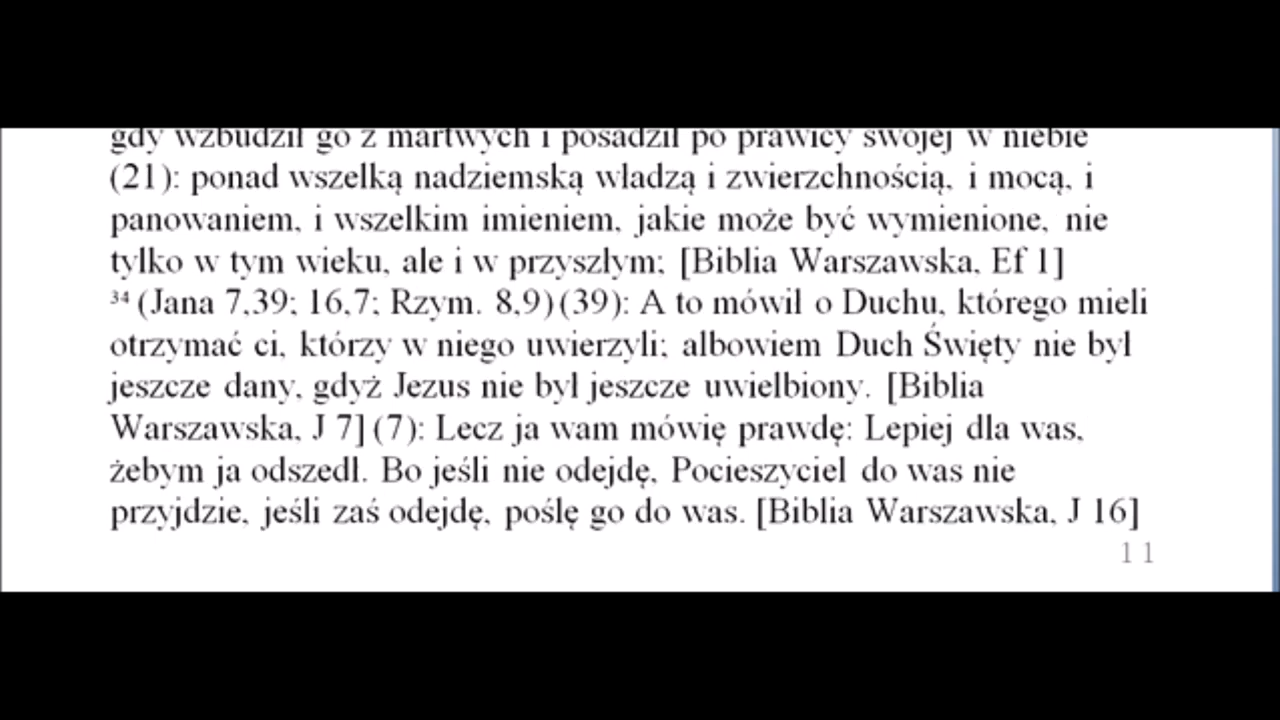 gdy wzbudził go z martwych i posadził po prawicy swojej w niebie
(21): ponad wszelką nadziemską władzą i zwierzchnością, i mocą, i
panowaniem, i wszelkim imieniem, jakie może być wymienione, nie
tylko w tym wieku, ale i w przyszłym; [Biblia Warszawska, Ef 1]
³⁴ (Jana 7,39; 16,7; Rzym. 8,9)(39): A to mówił o Duchu, którego mieli
otrzymać ci, którzy w niego uwierzyli; albowiem Duch Święty nie był
jeszcze dany, gdyż Jezus nie był jeszcze uwielbiony. [Biblia
Warszawska, J 7] (7): Lecz ja wam mówię prawdę: Lepiej dla was,
żebym ja odszedł. Bo jeśli nie odejdę, Pocieszyciel do was nie
przyjdzie, jeśli zaś odejdę, poślę go do was. [Biblia Warszawska, J 16]
11